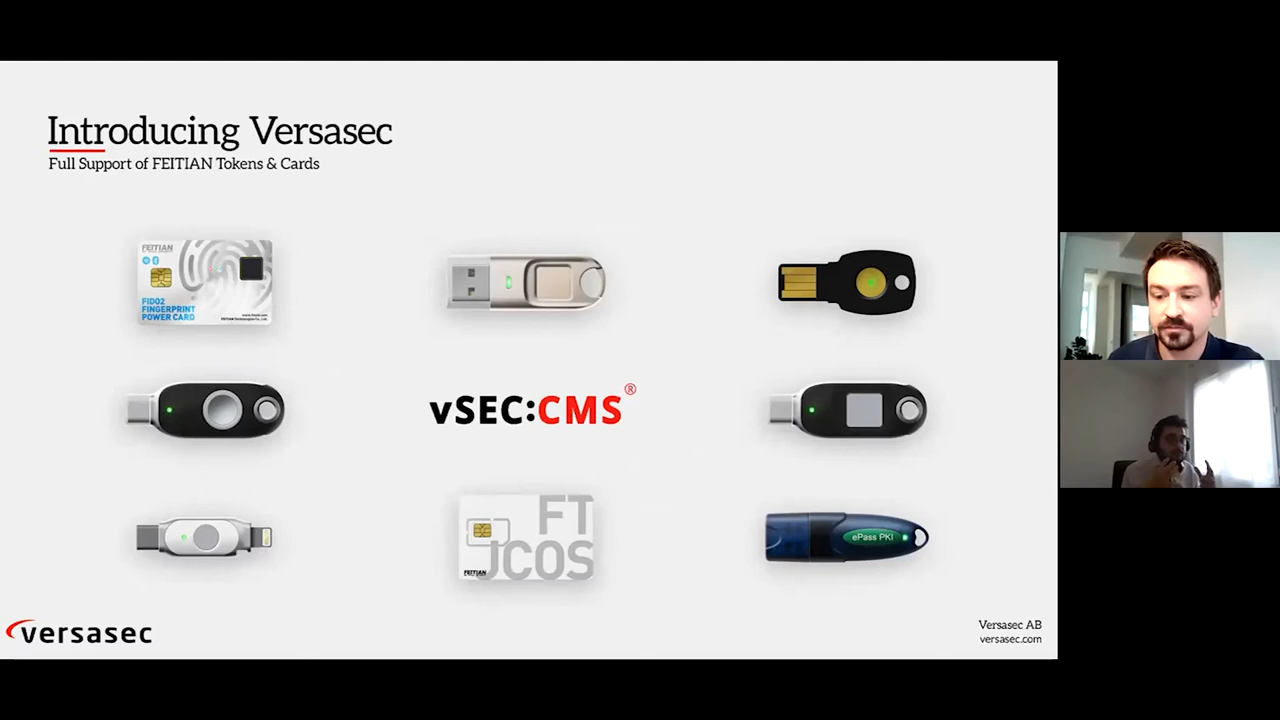 Introducing Versasec
Full Support of FEITIAN Tokens & Cards
FEITIAN
FIDO2
FINGERPRINT
POWER CARD
vSEC:CMS®
FT
JCOS
FEITIAN
ePass PKI
versasec
Versasec AB
versasec.com